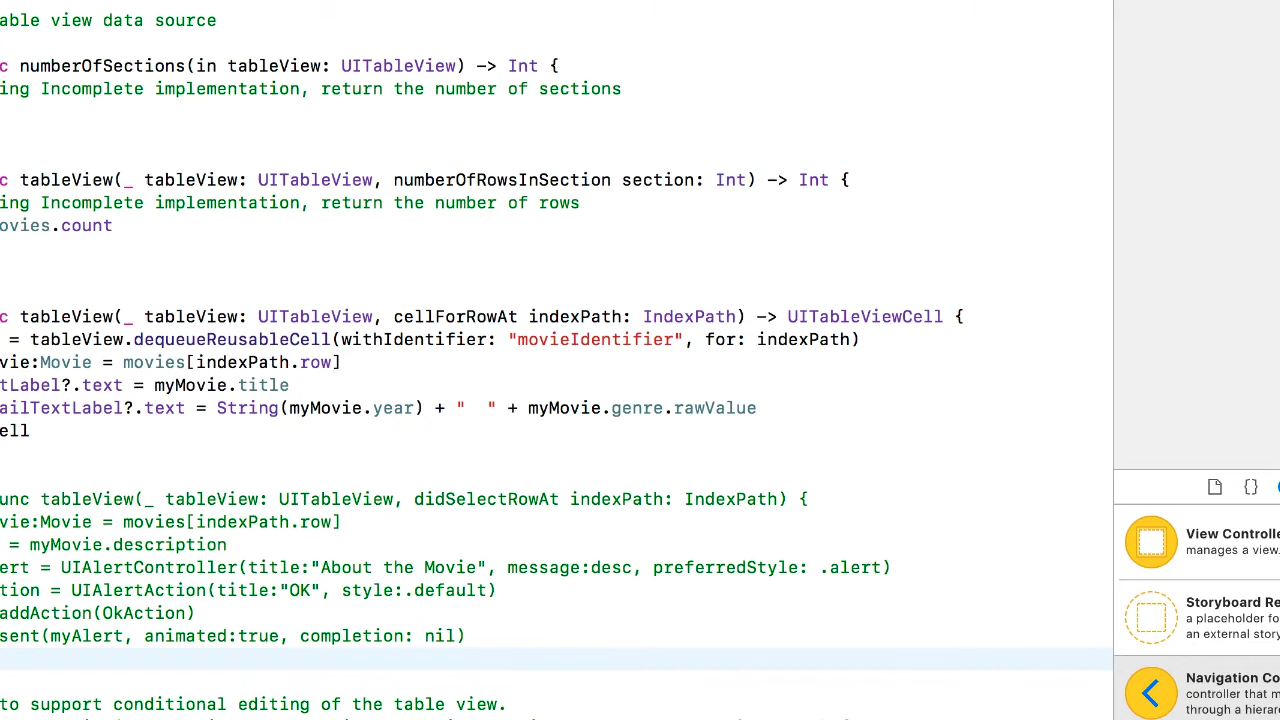 able view data source
c numberOfSections(in tableView: UITableView) -> Int {
ing Incomplete implementation, return the number of sections
c tableView(_ tableView: UITableView, numberOfRowsInSection section: Int) -> Int {
ing Incomplete implementation, return the number of rows
ovies.count
c tableView(_ tableView: UITableView, cellForRowAt indexPath: IndexPath) -> UITableViewCell {
= tableView.dequeueReusableCell(withIdentifier: "movieIdentifier", for: indexPath)
vie:Movie = movies[indexPath.row]
tLabel?.text = myMovie.title
ailTextLabel?.text = String(myMovie.year) + "  " + myMovie.genre.rawValue
ell
unc tableView(_ tableView: UITableView, didSelectRowAt indexPath: IndexPath) {
vie:Movie = movies[indexPath.row]
= myMovie.description
ert = UIAlertController(title:"About the Movie", message:desc, preferredStyle: .alert)
tion = UIAlertAction(title:"OK", style:.default)
addAction(OkAction)
sent(myAlert, animated:true, completion: nil)
to support conditional editing of the table view.
{}
View Controlle
manages a view.
Storyboard Re
a placeholder fo
an external story
Navigation Co
controller that m
through a hierar